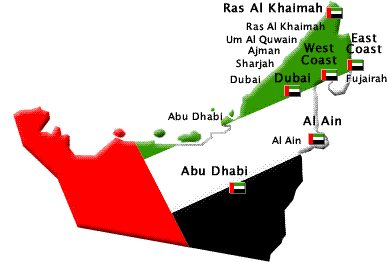 Ras Al Khaimah
Ras Al Khaimah
Um Al Quwain
Ajman
Sharjah
Dubai
West
Coast
East
Coast
Dubai
Fujairah
Abu Dhabi
Al Ain
Al Ain
Abu Dhabi